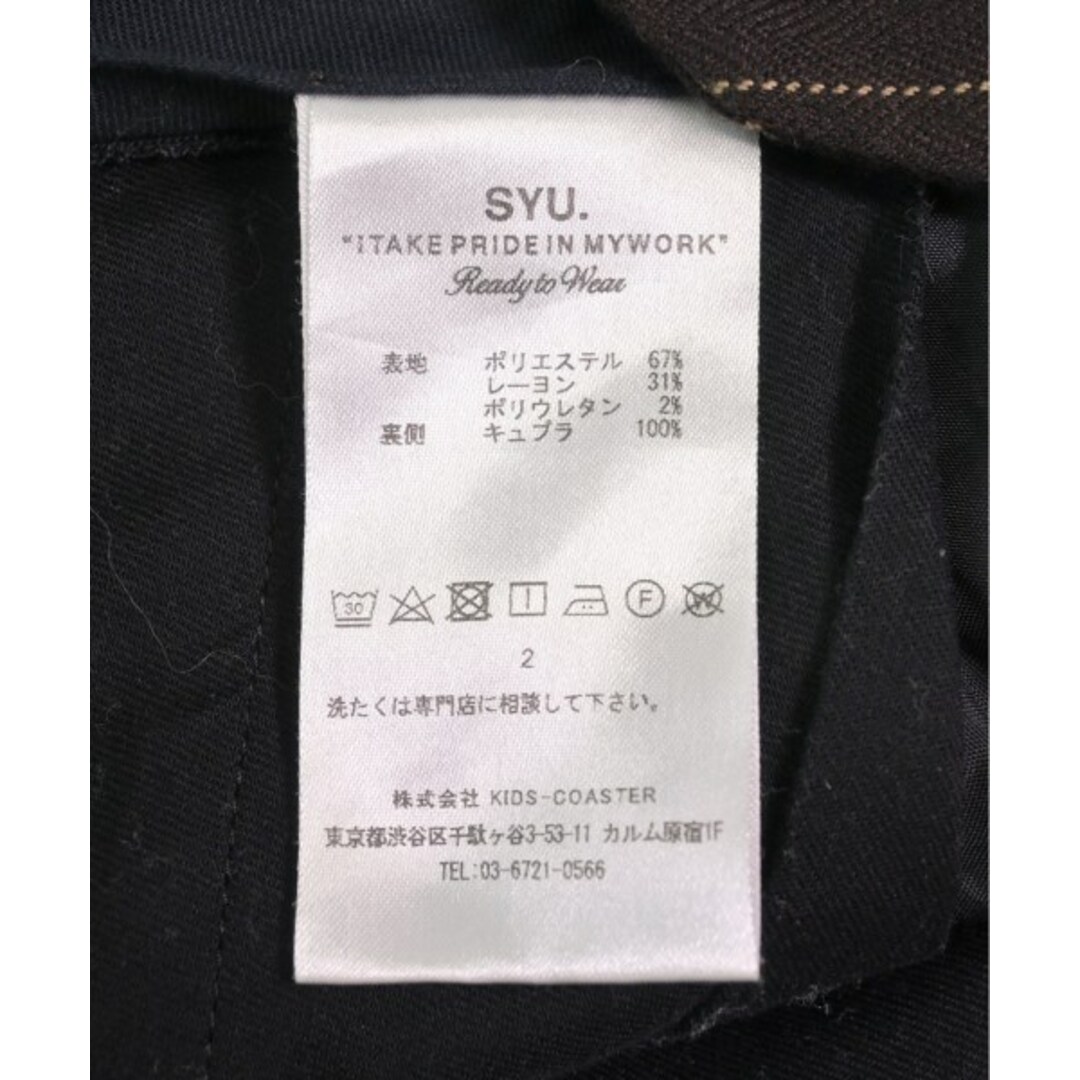 SYU.
"iTAKE PRIDE IN MY WORK"
Ready to Wear
表地 ポリエステル 67%
レーヨン 31%
ポリウレタン 2%
裏側 キュプラ 100%
30 F W
2
洗たくは専門店に相談して下さい。
株式会社 KIDS-COASTER
東京都渋谷区千駄ヶ谷3-53-11 カルム原宿1F
TEL:03-6721-0566